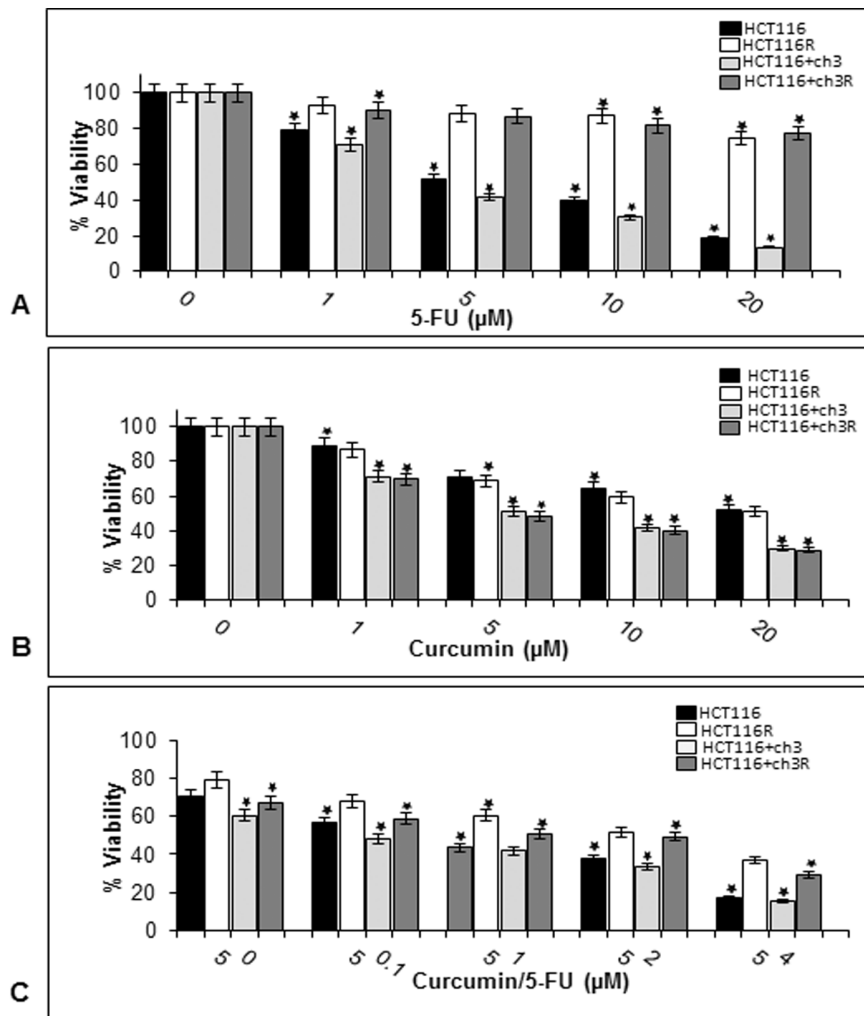 HCT116
HCT116R
HCT116+ch3
HCT116+ch3R
100
80
60
40
20
0
% Viability
0 1 5 10 20
5-FU (µM)
A
HCT116
HCT116R
HCT116+ch3
HCT116+ch3R
100
80
60
40
20
0
% Viability
0 1 5 10 20
Curcumin (µM)
B
HCT116
HCT116R
HCT116+ch3
HCT116+ch3R
100
80
60
40
20
0
% Viability
5 0 5 0.1 5 1 5 2 5 4
Curcumin/5-FU (µM)
C